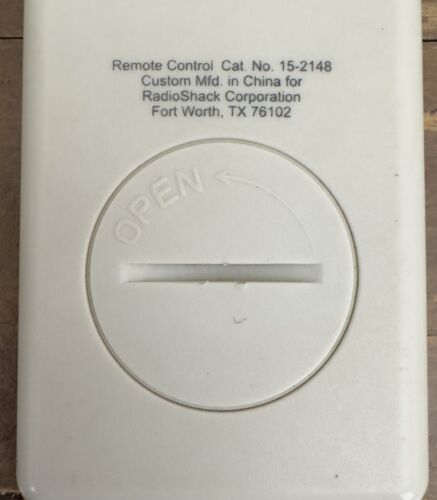 Remote Control Cat. No. 15-2148
Custom Mfd. in China for
RadioShack Corporation
Fort Worth, TX 76102
OPEN